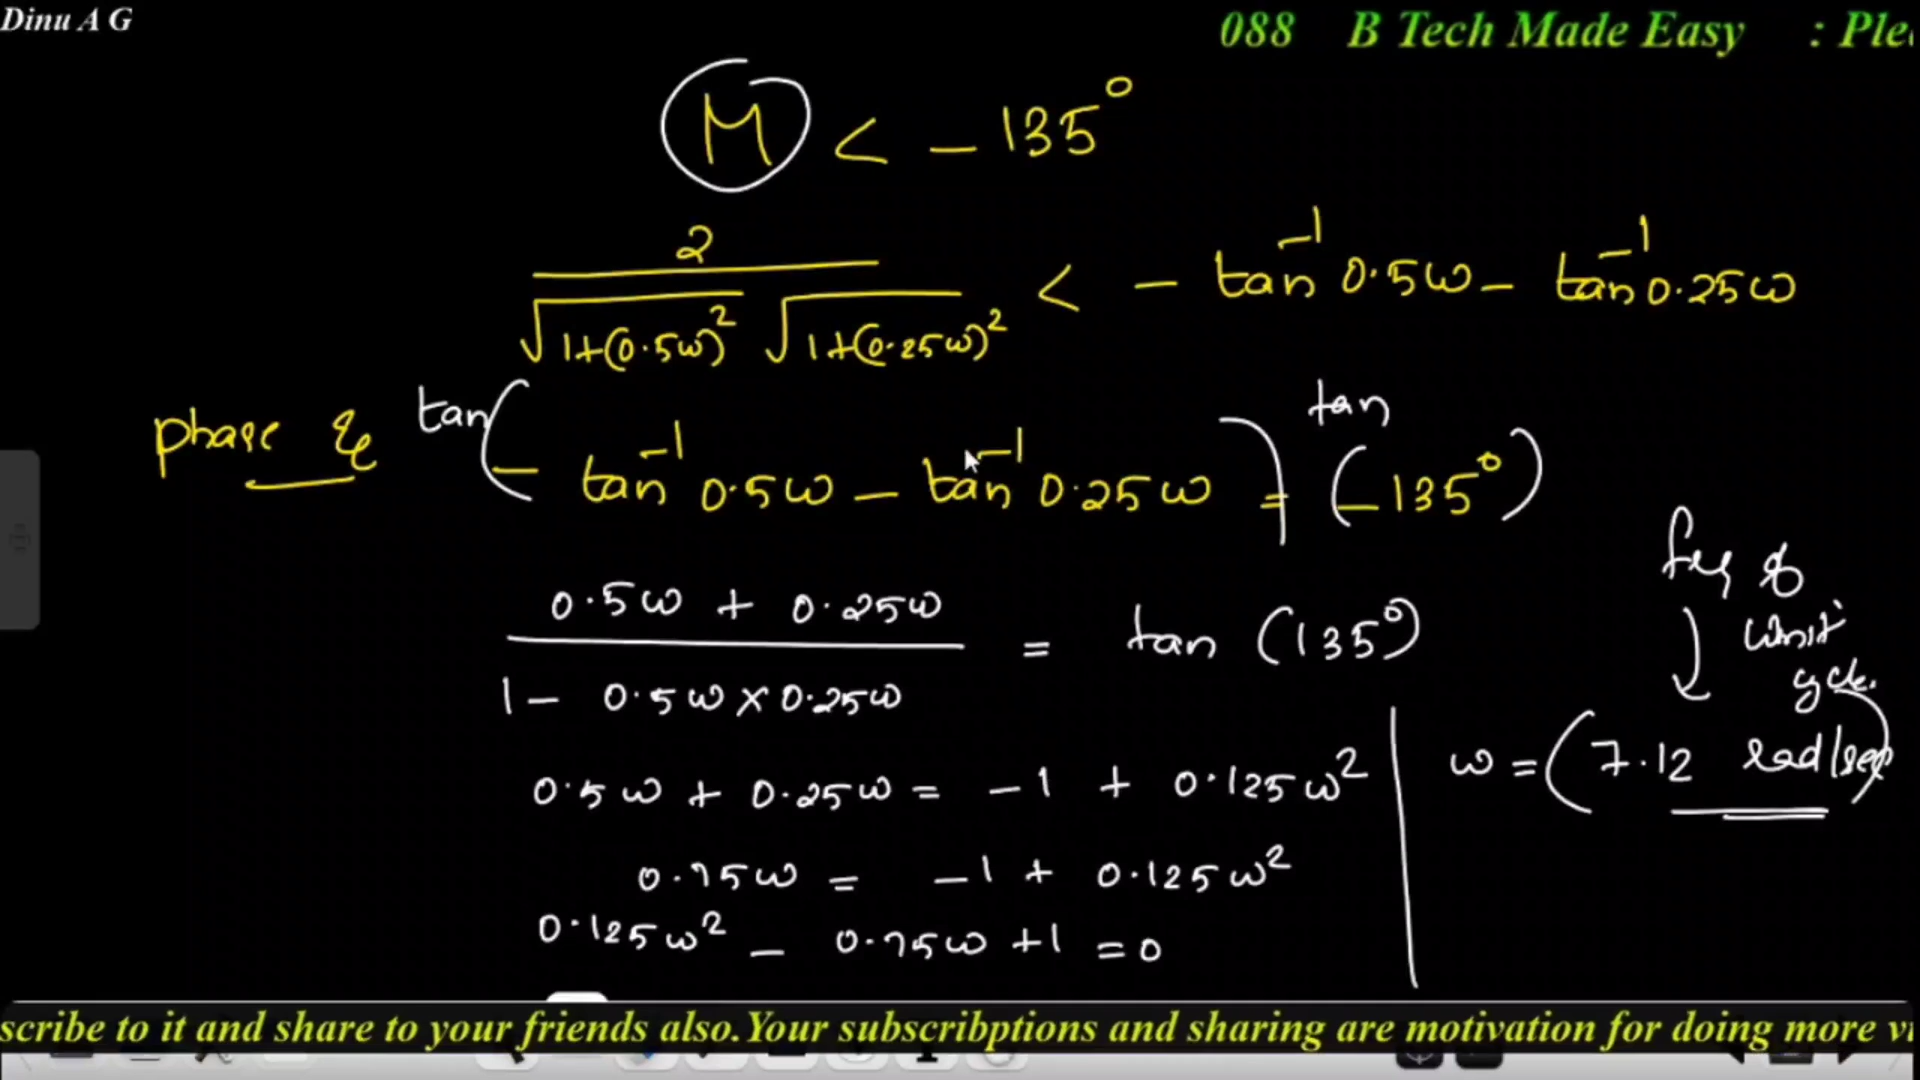 Dinu A G
088 B Tech Made Easy : Ple
M < - 135°
2
√1+(0.5ω)² √1+(0.25ω)² < - tan⁻¹ 0.5ω - tan⁻¹ 0.25ω
phase & tan(- tan⁻¹ 0.5ω - tan⁻¹ 0.25ω) = tan(-135°)
0.5ω + 0.25ω
1 - 0.5ω × 0.25ω
= tan (135°)
0.5ω + 0.25ω = -1 + 0.125ω²
0.75ω = -1 + 0.125ω²
0.125ω² - 0.75ω + 1 = 0
limit
cycle.
ω = (7.12 rad/sec)
scribe to it and share to your friends also.Your subscribptions and sharing are motivation for doing more vi